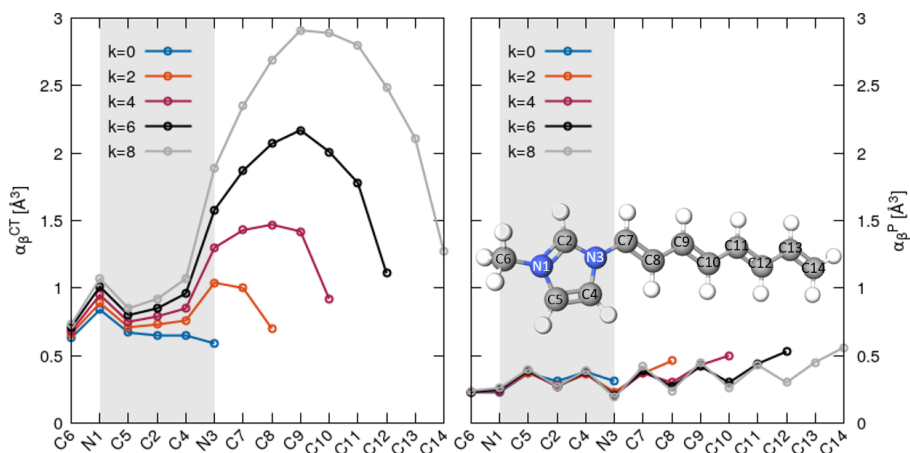 αβCT [Å3]
3
2.5
2
1.5
1
0.5
0
k=0
k=2
k=4
k=6
k=8
C6 N1 C5 C2 C4 N3 C7 C8 C9 C10 C11 C12 C13 C14
k=0
k=2
k=4
k=6
k=8
C6 N1 C2 N3 C4 C5 C7 C8 C9 C10 C11 C12 C13 C14
C6 N1 C5 C2 C4 N3 C7 C8 C9 C10 C11 C12 C13 C14
3
2.5
2
1.5
1
0.5
0
αβP [Å3]